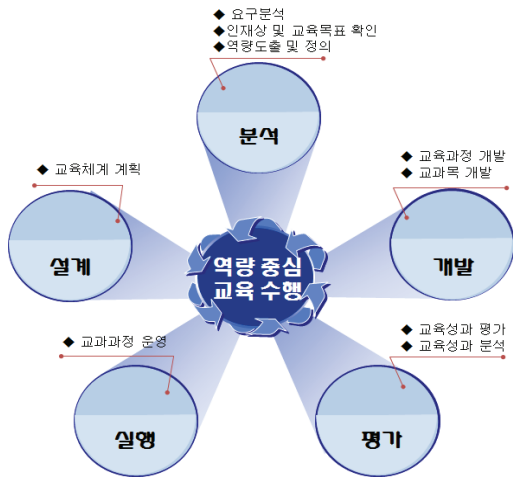 ◆ 요구분석
◆인재상 및 교육목표 확인
◆역량도출 및 정의
분석
◆ 교육체계 계획
설계
◆ 교육과정 개발
◆ 교과목 개발
개발
역량 중심
교육 수행
◆ 교과과정 운영
실행
◆ 교육성과 평가
◆ 교육성과 분석
평가